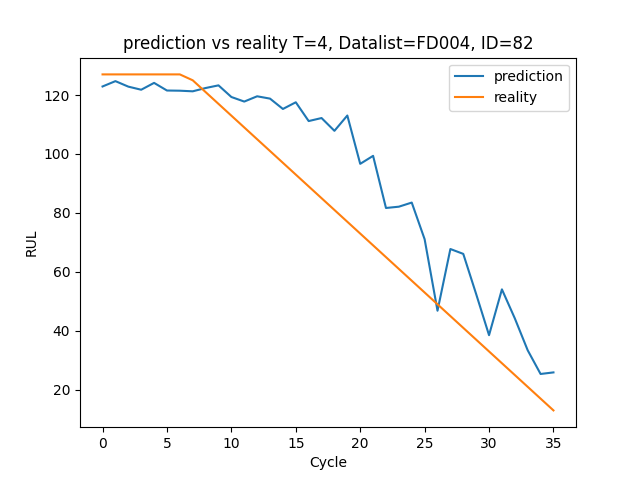 prediction vs reality T=4, Datalist=FD004, ID=82
prediction
reality
RUL
120
100
80
60
40
20
0 5 10 15 20 25 30 35
Cycle